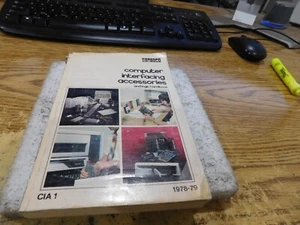 computer
interfacing
accessories
CIA 1
1978-79